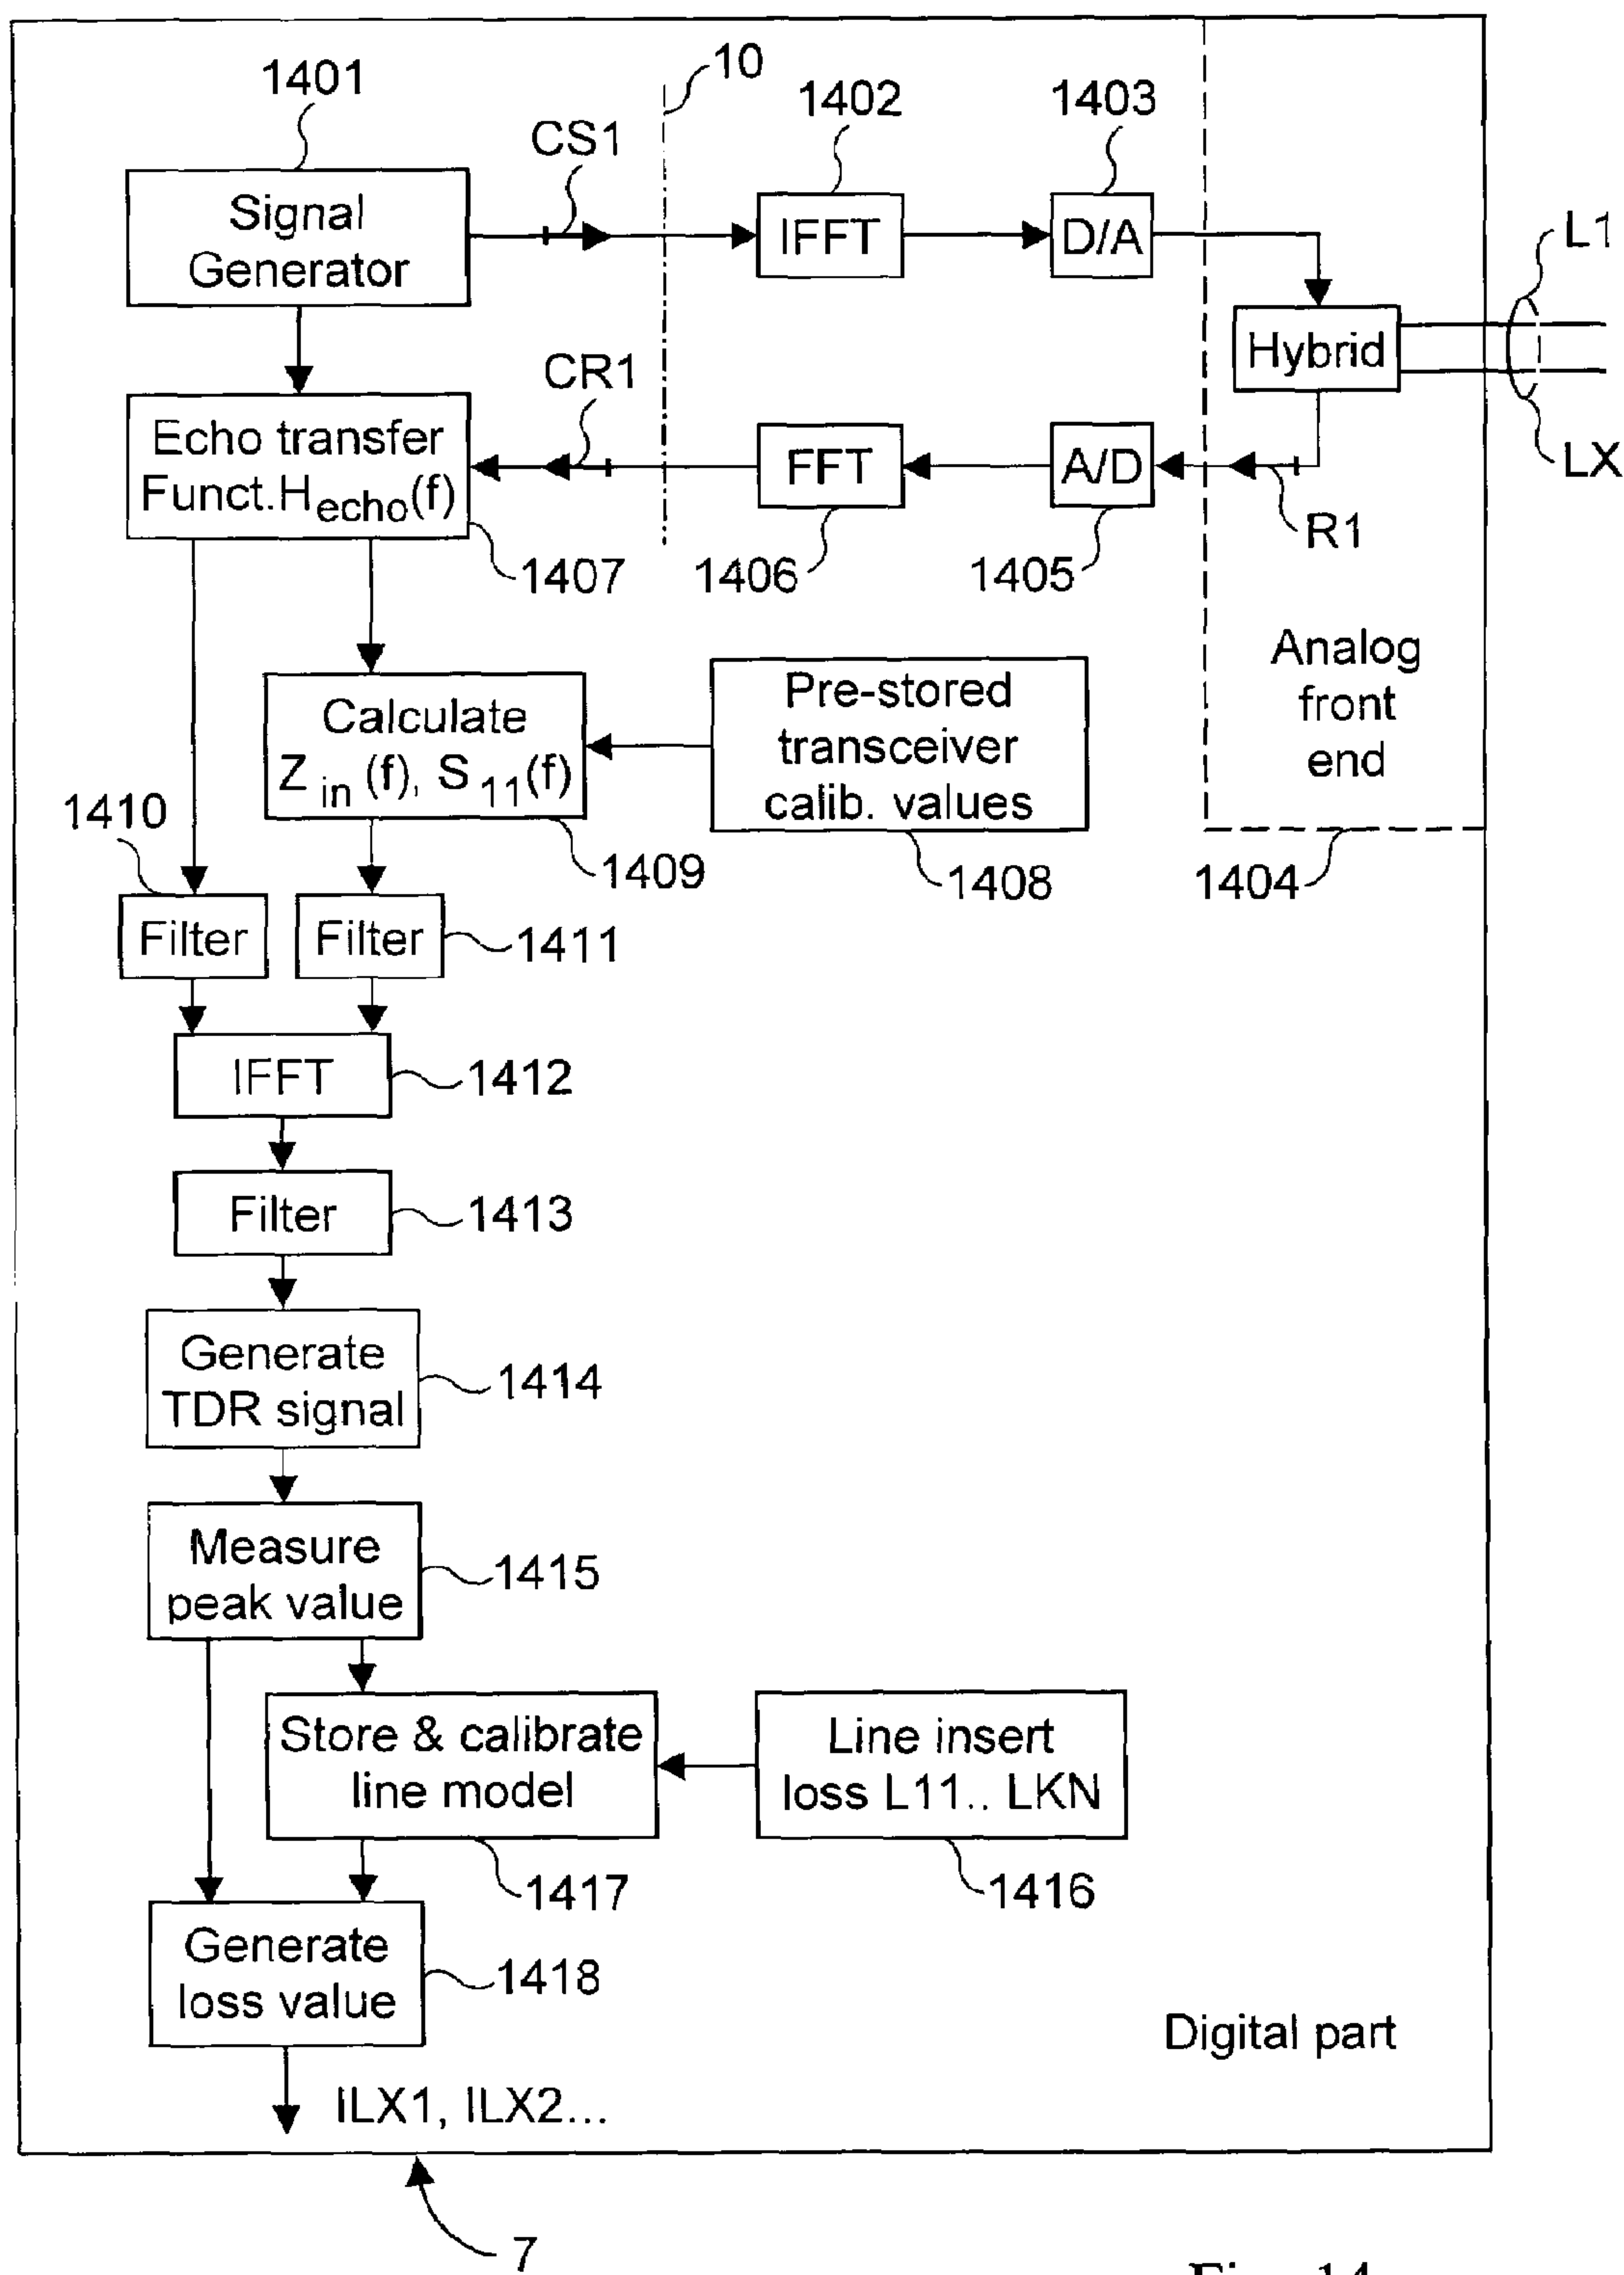 1401
10
1402
1403
CS1
Signal
Generator
IFFT
D/A
L1
Hybrid
LX
CR1
Echo transfer
Funct.Hecho(f)
FFT
A/D
R1
1407
1406
1405
Analog
front
end
Calculate
Z in (f), S 11(f)
Pre-stored
transceiver
calib. values
1410
1409
1408
1404
Filter
Filter
1411
IFFT
1412
Filter
1413
Generate
TDR signal
1414
Measure
peak value
1415
Store & calibrate
line model
Line insert
loss L11.. LKN
1417
1416
Generate
loss value
1418
Digital part
ILX1, ILX2...
7